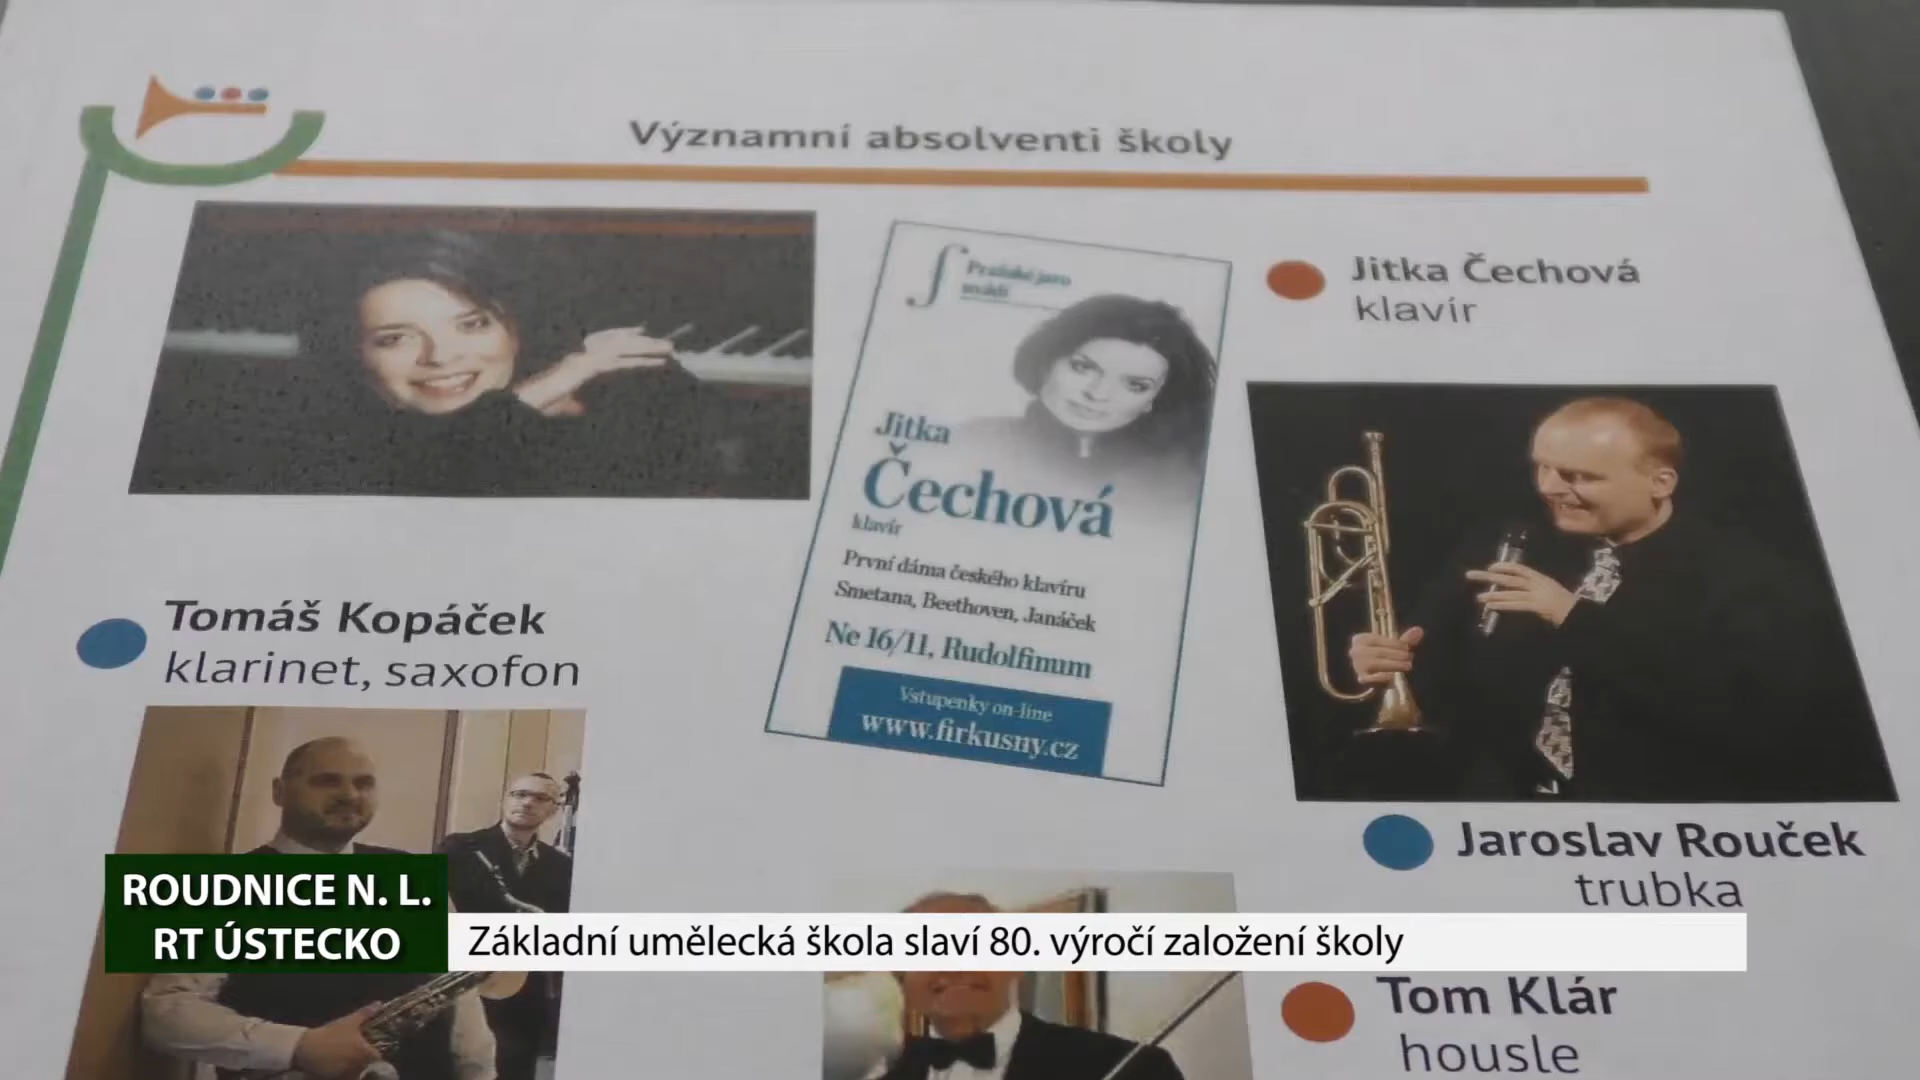 Významní absolventi školy
Pražské jaro
uvádí
Jitka
Čechová
klavír
První dáma českého klavíru
Smetana, Beethoven, Janáček
Ne 16/11, Rudolfinum
Vstupenky on-line
www.firkusny.cz
Jitka Čechová
klavír
Tomáš Kopáček
klarinet, saxofon
Jaroslav Rouček
trubka
Tom Klár
housle
ROUDNICE N. L.
RT ÚSTECKO
Základní umělecká škola slaví 80. výročí založení školy